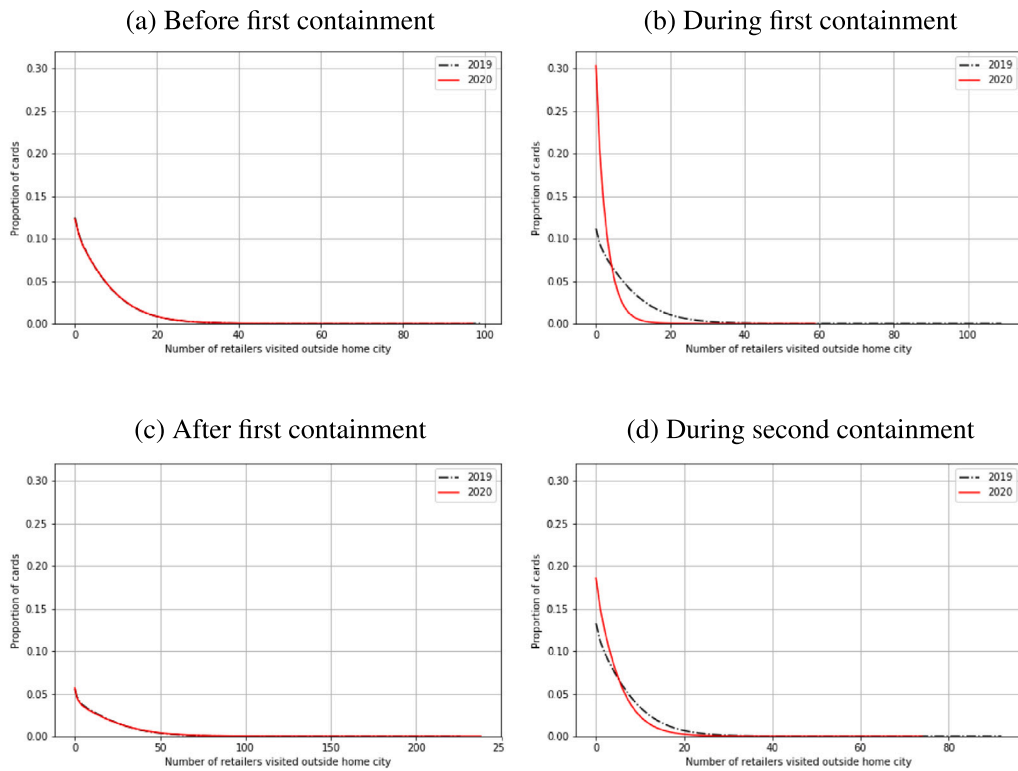 (a) Before first containment
0.30
0.25
0.20
0.15
0.10
0.05
0.00
Proportion of cards
2019
2020
0 20 40 60 80 100
Number of retailers visited outside home city
(b) During first containment
0.30
0.25
0.20
0.15
0.10
0.05
0.00
Proportion of cards
2019
2020
0 20 40 60 80 100
Number of retailers visited outside home city
(c) After first containment
0.30
0.25
0.20
0.15
0.10
0.05
0.00
Proportion of cards
2019
2020
0 50 100 150 200 25
Number of retailers visited outside home city
(d) During second containment
0.30
0.25
0.20
0.15
0.10
0.05
0.00
Proportion of cards
2019
2020
0 20 40 60 80
Number of retailers visited outside home city